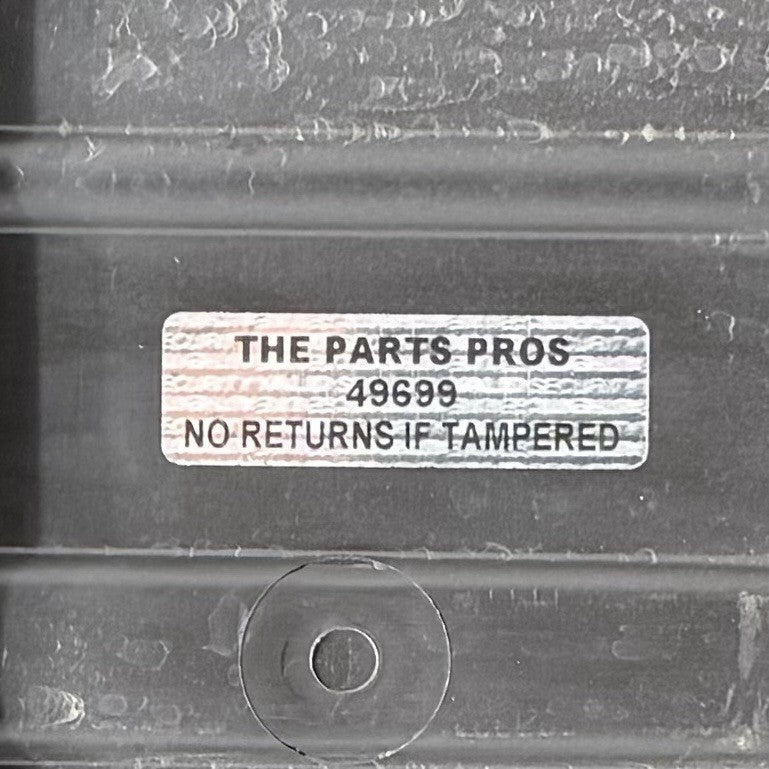 THE PARTS PROS
49699
NO RETURNS IF TAMPERED